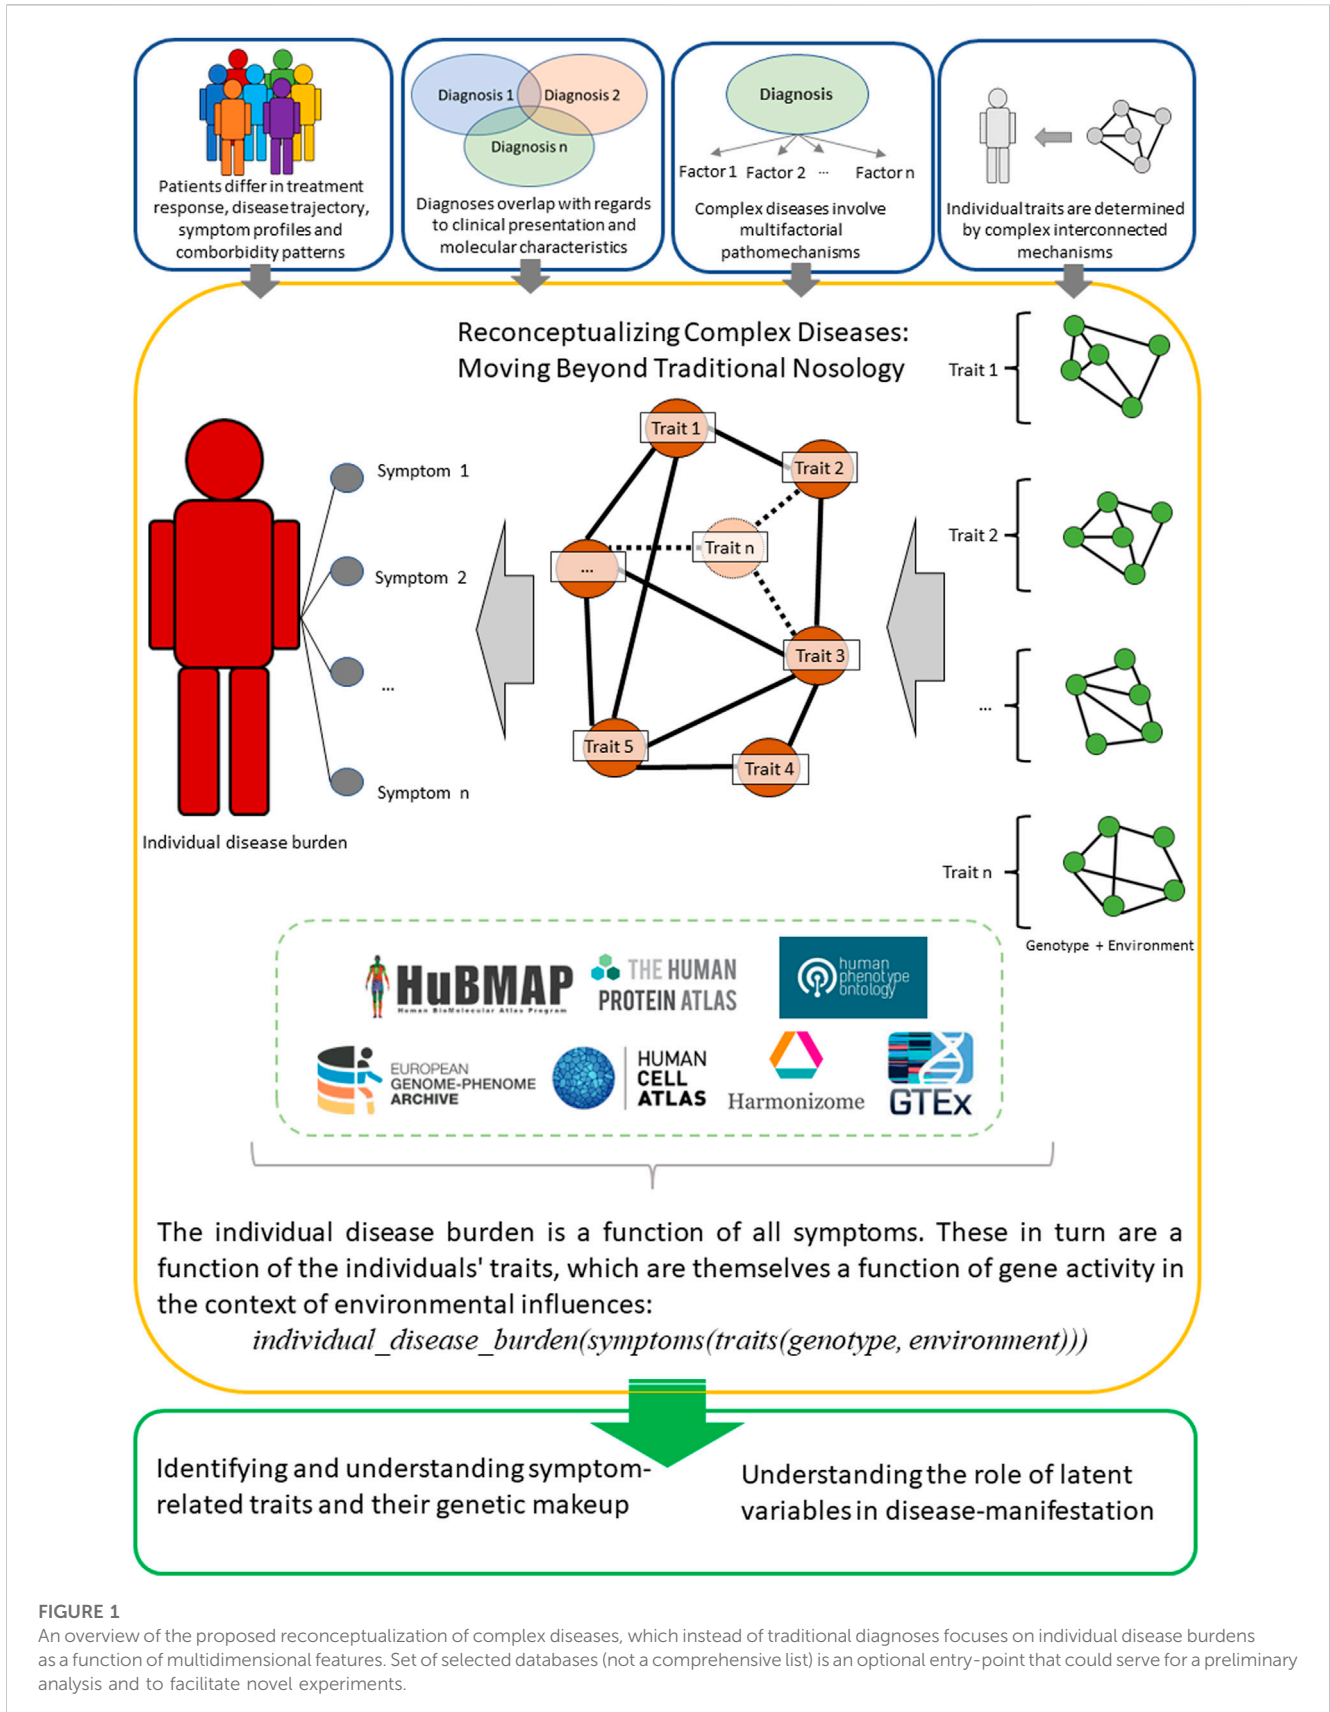 Patients differ in treatment
response, disease trajectory,
symptom profiles and
comborbidity patterns
Diagnosis 1
Diagnosis 2
Diagnosis n
Diagnoses overlap with regards
to clinical presentation and
molecular characteristics
Diagnosis
Factor 1 Factor 2 ... Factor n
Complex diseases involve
multifactorial
pathomechanisms
Individual traits are determined
by complex interconnected
mechanisms
Reconceptualizing Complex Diseases:
Moving Beyond Traditional Nosology
Symptom 1
Symptom 2
...
Symptom n
Individual disease burden
Trait 1
Trait 2
Trait n
...
Trait 3
Trait 5
Trait 4
Trait 1
Trait 2
...
Trait n
Genotype + Environment
HuBMAP
Human BioMolecular Atlas Program
THE HUMAN
PROTEIN ATLAS
human
phenotype
ontology
EUROPEAN
GENOME-PHENOME
ARCHIVE
HUMAN
CELL
ATLAS
Harmonizome
GTEx
The individual disease burden is a function of all symptoms. These in turn are a
function of the individuals' traits, which are themselves a function of gene activity in
the context of environmental influences:
individual_disease_burden(symptoms(traits(genotype, environment)))
Identifying and understanding symptom-
related traits and their genetic makeup
Understanding the role of latent
variables in disease-manifestation
FIGURE 1
An overview of the proposed reconceptualization of complex diseases, which instead of traditional diagnoses focuses on individual disease burdens
as a function of multidimensional features. Set of selected databases (not a comprehensive list) is an optional entry-point that could serve for a preliminary
analysis and to facilitate novel experiments.